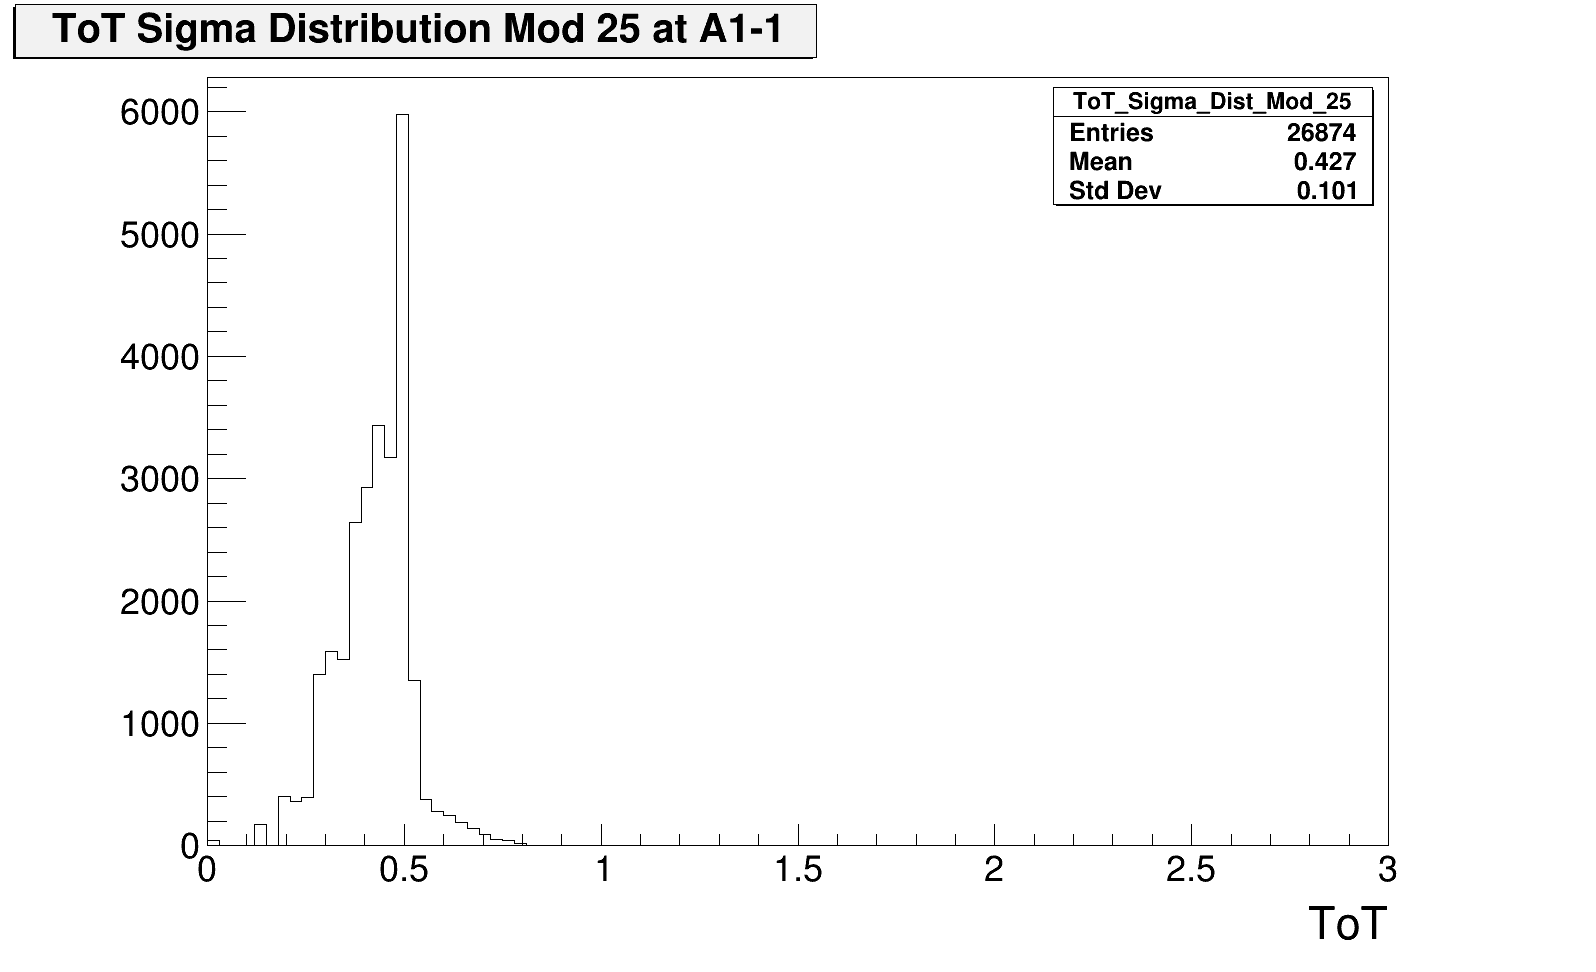 ToT Sigma Distribution Mod 25 at A1-1
ToT_Sigma_Dist_Mod_25
Entries 26874
Mean 0.427
Std Dev 0.101
6000
5000
4000
3000
2000
1000
0
0 0.5 1 1.5 2 2.5 3
ToT